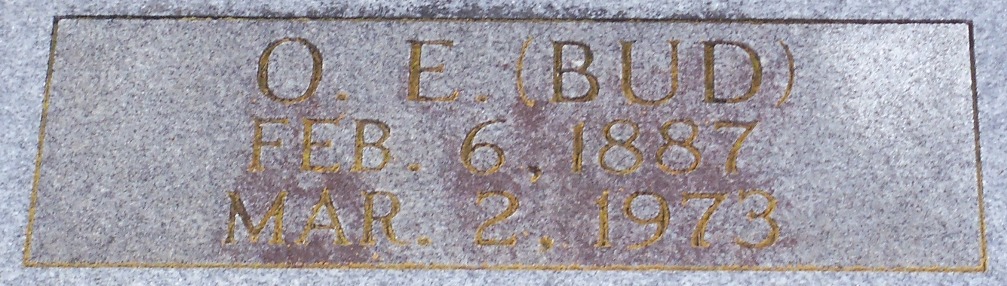 O. E. (BUD)
FEB. 6, 1887
MAR. 2, 1973